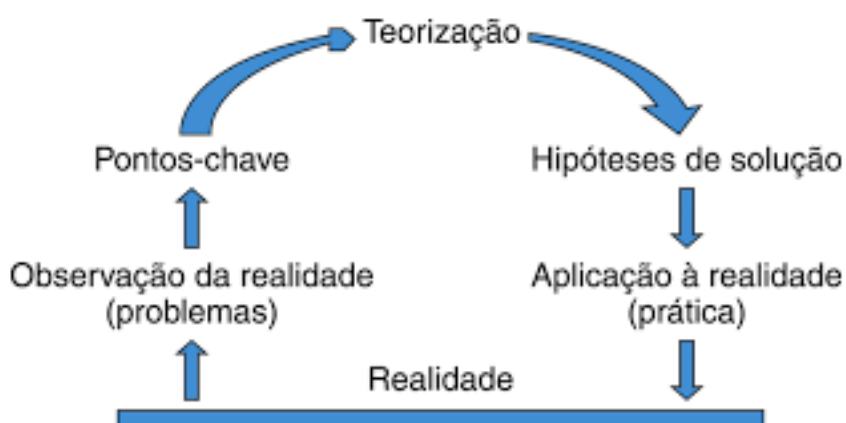 Teorização
Pontos-chave
Hipóteses de solução
Observação da realidade
(problemas)
Aplicação à realidade
(prática)
Realidade